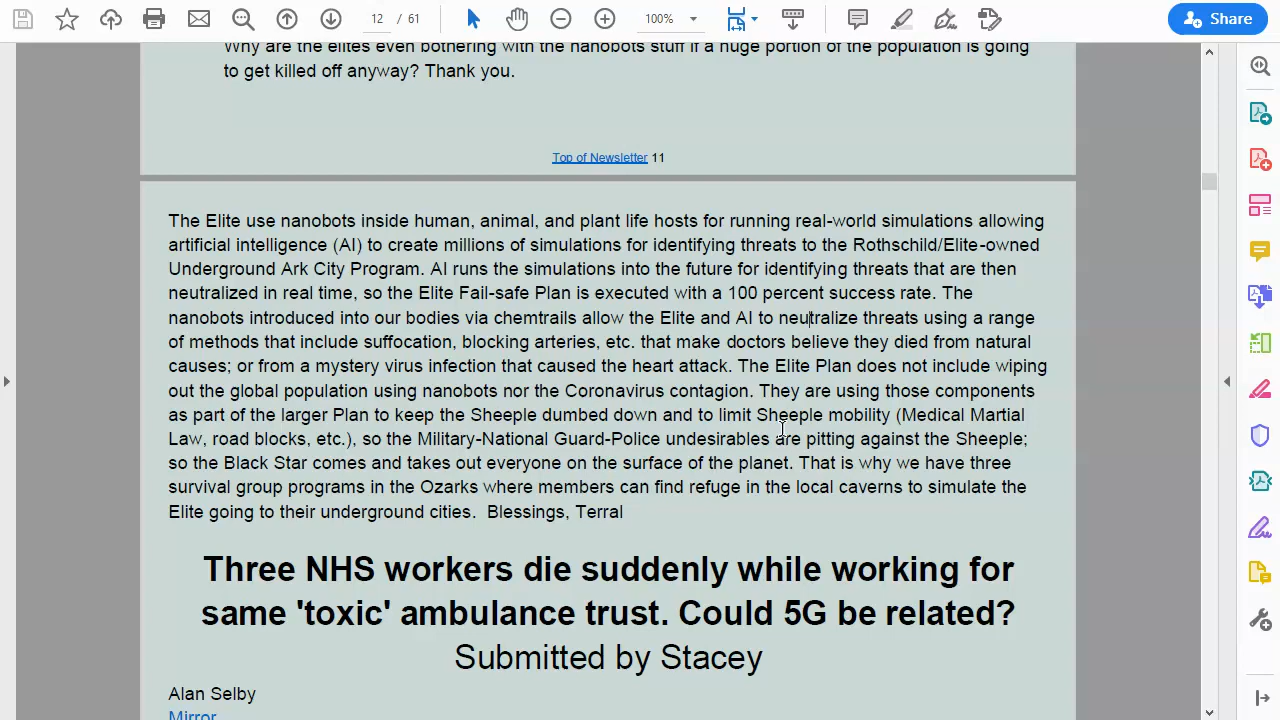 12 / 61
100%
Share
Why are the elites even bothering with the nanobots stuff if a huge portion of the population is going
to get killed off anyway? Thank you.
Top of Newsletter 11
The Elite use nanobots inside human, animal, and plant life hosts for running real-world simulations allowing
artificial intelligence (AI) to create millions of simulations for identifying threats to the Rothschild/Elite-owned
Underground Ark City Program. AI runs the simulations into the future for identifying threats that are then
neutralized in real time, so the Elite Fail-safe Plan is executed with a 100 percent success rate. The
nanobots introduced into our bodies via chemtrails allow the Elite and AI to neutralize threats using a range
of methods that include suffocation, blocking arteries, etc. that make doctors believe they died from natural
causes; or from a mystery virus infection that caused the heart attack. The Elite Plan does not include wiping
out the global population using nanobots nor the Coronavirus contagion. They are using those components
as part of the larger Plan to keep the Sheeple dumbed down and to limit Sheeple mobility (Medical Martial
Law, road blocks, etc.), so the Military-National Guard-Police undesirables are pitting against the Sheeple;
so the Black Star comes and takes out everyone on the surface of the planet. That is why we have three
survival group programs in the Ozarks where members can find refuge in the local caverns to simulate the
Elite going to their underground cities.  Blessings, Terral
Three NHS workers die suddenly while working for
same 'toxic' ambulance trust. Could 5G be related?
Submitted by Stacey
Alan Selby
Mirror